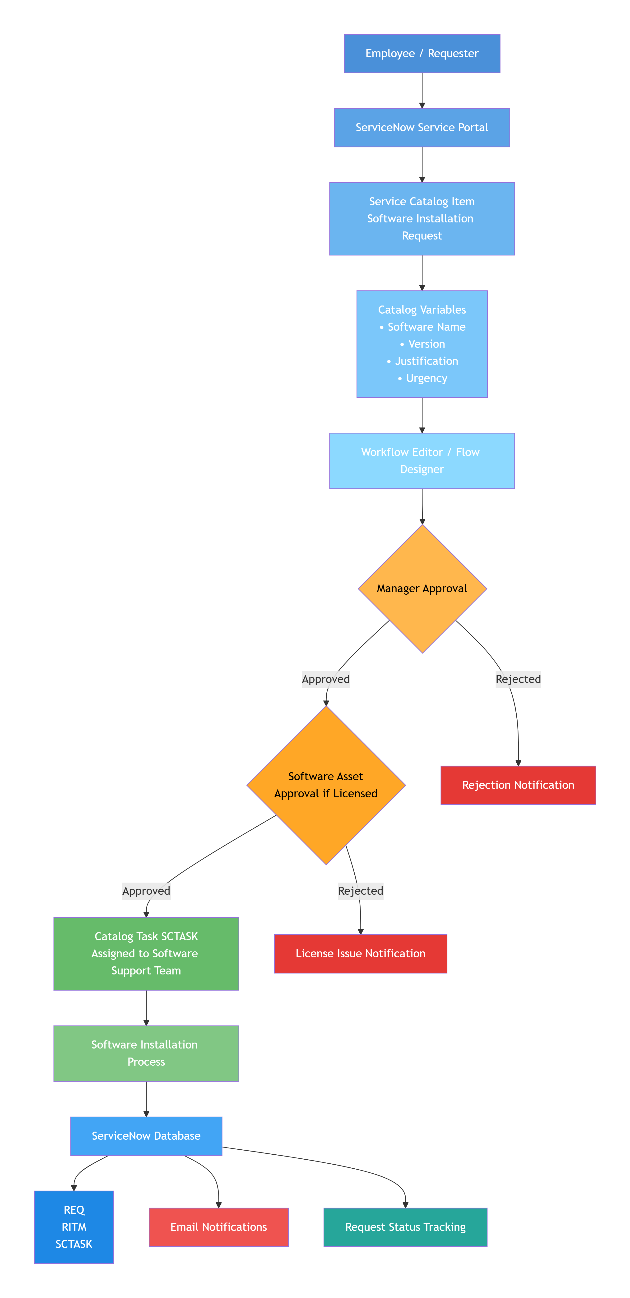 Employee / Requester
ServiceNow Service Portal
Service Catalog Item
Software Installation
Request
Catalog Variables
• Software Name
• Version
• Justification
• Urgency
Workflow Editor / Flow
Designer
Manager Approval
Approved
Rejected
Software Asset
Approval if Licensed
Rejection Notification
Approved
Rejected
Catalog Task SCTASK
Assigned to Software
Support Team
License Issue Notification
Software Installation
Process
ServiceNow Database
REQ
RITM
SCTASK
Email Notifications
Request Status Tracking